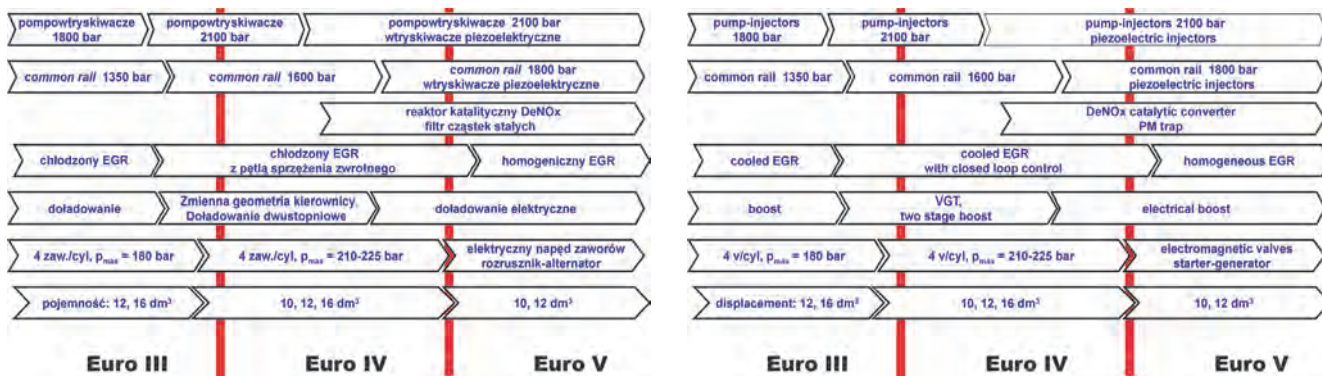 pompowtryskiwacze
1800 bar
pompowtryskiwacze
2100 bar
pompowtryskiwacze 2100 bar
wtryskiwacze piezoelektryczne
common rail 1350 bar
common rail 1600 bar
common rail 1800 bar
wtryskiwacze piezoelektryczne
reaktor katalityczny DeNOx
filtr cząstek stałych
chłodzony EGR
chłodzony EGR
z pętlą sprzężenia zwrotnego
homogeniczny EGR
doładowanie
Zmienna geometria kierownicy,
Doładowanie dwustopniowe
doładowanie elektryczne
4 zaw./cyl, pmax = 180 bar
4 zaw./cyl, pmax = 210-225 bar
elektryczny napęd zaworów
rozrusznik-alternator
pojemność: 12, 16 dm³
10, 12, 16 dm³
10, 12 dm³
Euro III
Euro IV
Euro V
pump-injectors
1800 bar
pump-injectors
2100 bar
pump-injectors 2100 bar
piezoelectric injectors
common rail 1350 bar
common rail 1600 bar
common rail 1800 bar
piezoelectric injectors
DeNOx catalytic converter
PM trap
cooled EGR
cooled EGR
with closed loop control
homogeneous EGR
boost
VGT,
two stage boost
electrical boost
4 v/cyl, pmax = 180 bar
4 v/cyl, pmax = 210-225 bar
electromagnetic valves
starter-generator
displacement: 12, 16 dm³
10, 12, 16 dm³
10, 12 dm³
Euro III
Euro IV
Euro V